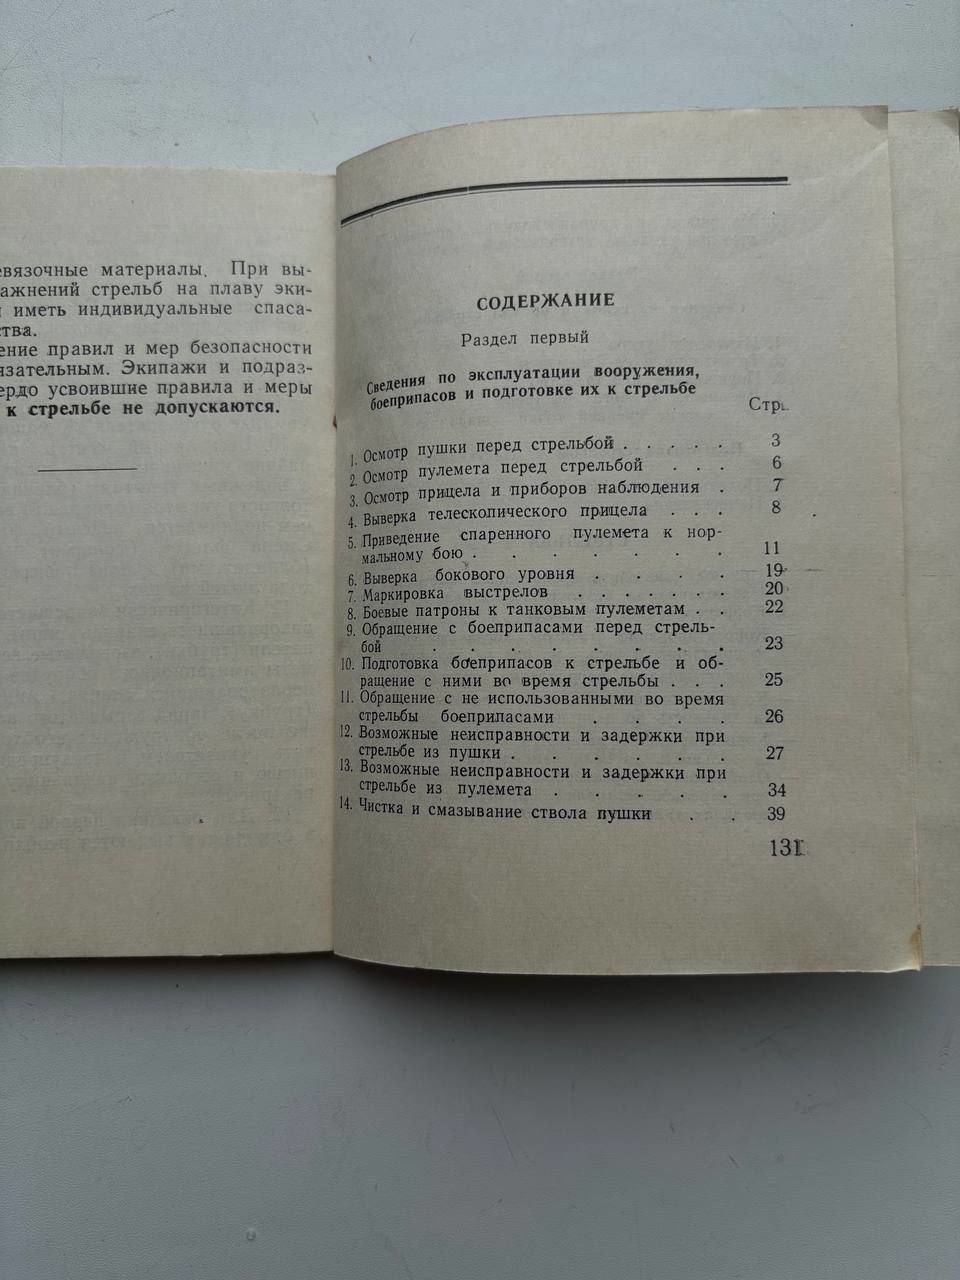 евязочные материалы. При вы-
ажнений стрельб на плаву эки-
иметь индивидуальные спаса-
ства.
ение правил и мер безопасности
язательным. Экипажи и подраз-
ердо усвоившие правила и меры
к стрельбе не допускаются.
СОДЕРЖАНИЕ
Раздел первый
Сведения по эксплуатации вооружения,
боеприпасов и подготовке их к стрельбе
Стр.
1. Осмотр пушки перед стрельбой . . . . . 3
2. Осмотр пулемета перед стрельбой . . . 6
3. Осмотр прицела и приборов наблюдения . 7
4. Выверка телескопического прицела . . . 8
5. Приведение спаренного пулемета к нор-
мальному бою . . . . . . . 11
6. Выверка бокового уровня . . . . 19
7. Маркировка выстрелов . . . . . . . 20
8. Боевые патроны к танковым пулеметам . . 22
9. Обращение с боеприпасами перед стрель-
бой . . . . . . . . 23
10. Подготовка боеприпасов к стрельбе и об-
ращение с ними во время стрельбы . . . 25
11. Обращение с не использованными во время
стрельбы боеприпасами . . . . 26
12. Возможные неисправности и задержки при
стрельбе из пушки . . . . . . 27
13. Возможные неисправности и задержки при
стрельбе из пулемета . . . . . 34
14. Чистка и смазывание ствола пушки . . 39
131